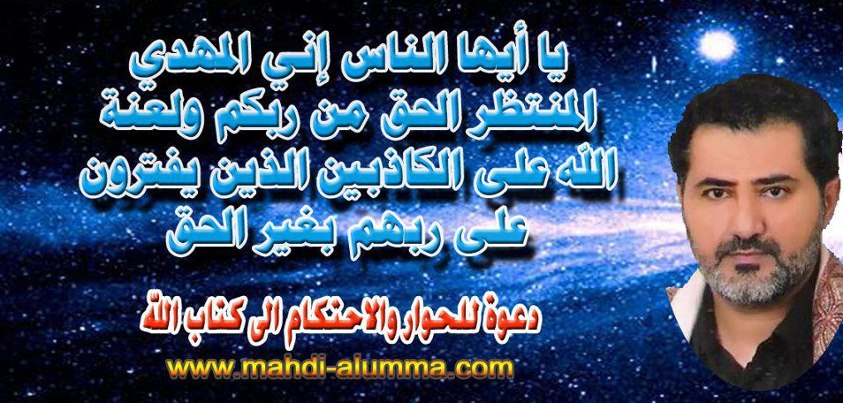 يا أيها الناس إني المهدي
المنتظر الحق من ربكم ولعنة
الله على الكاذبين الذين يفترون
على ربهم بغير الحق
دعوة للحوار والاحتكام الى كتاب الله
www.mahdi-alumma.com